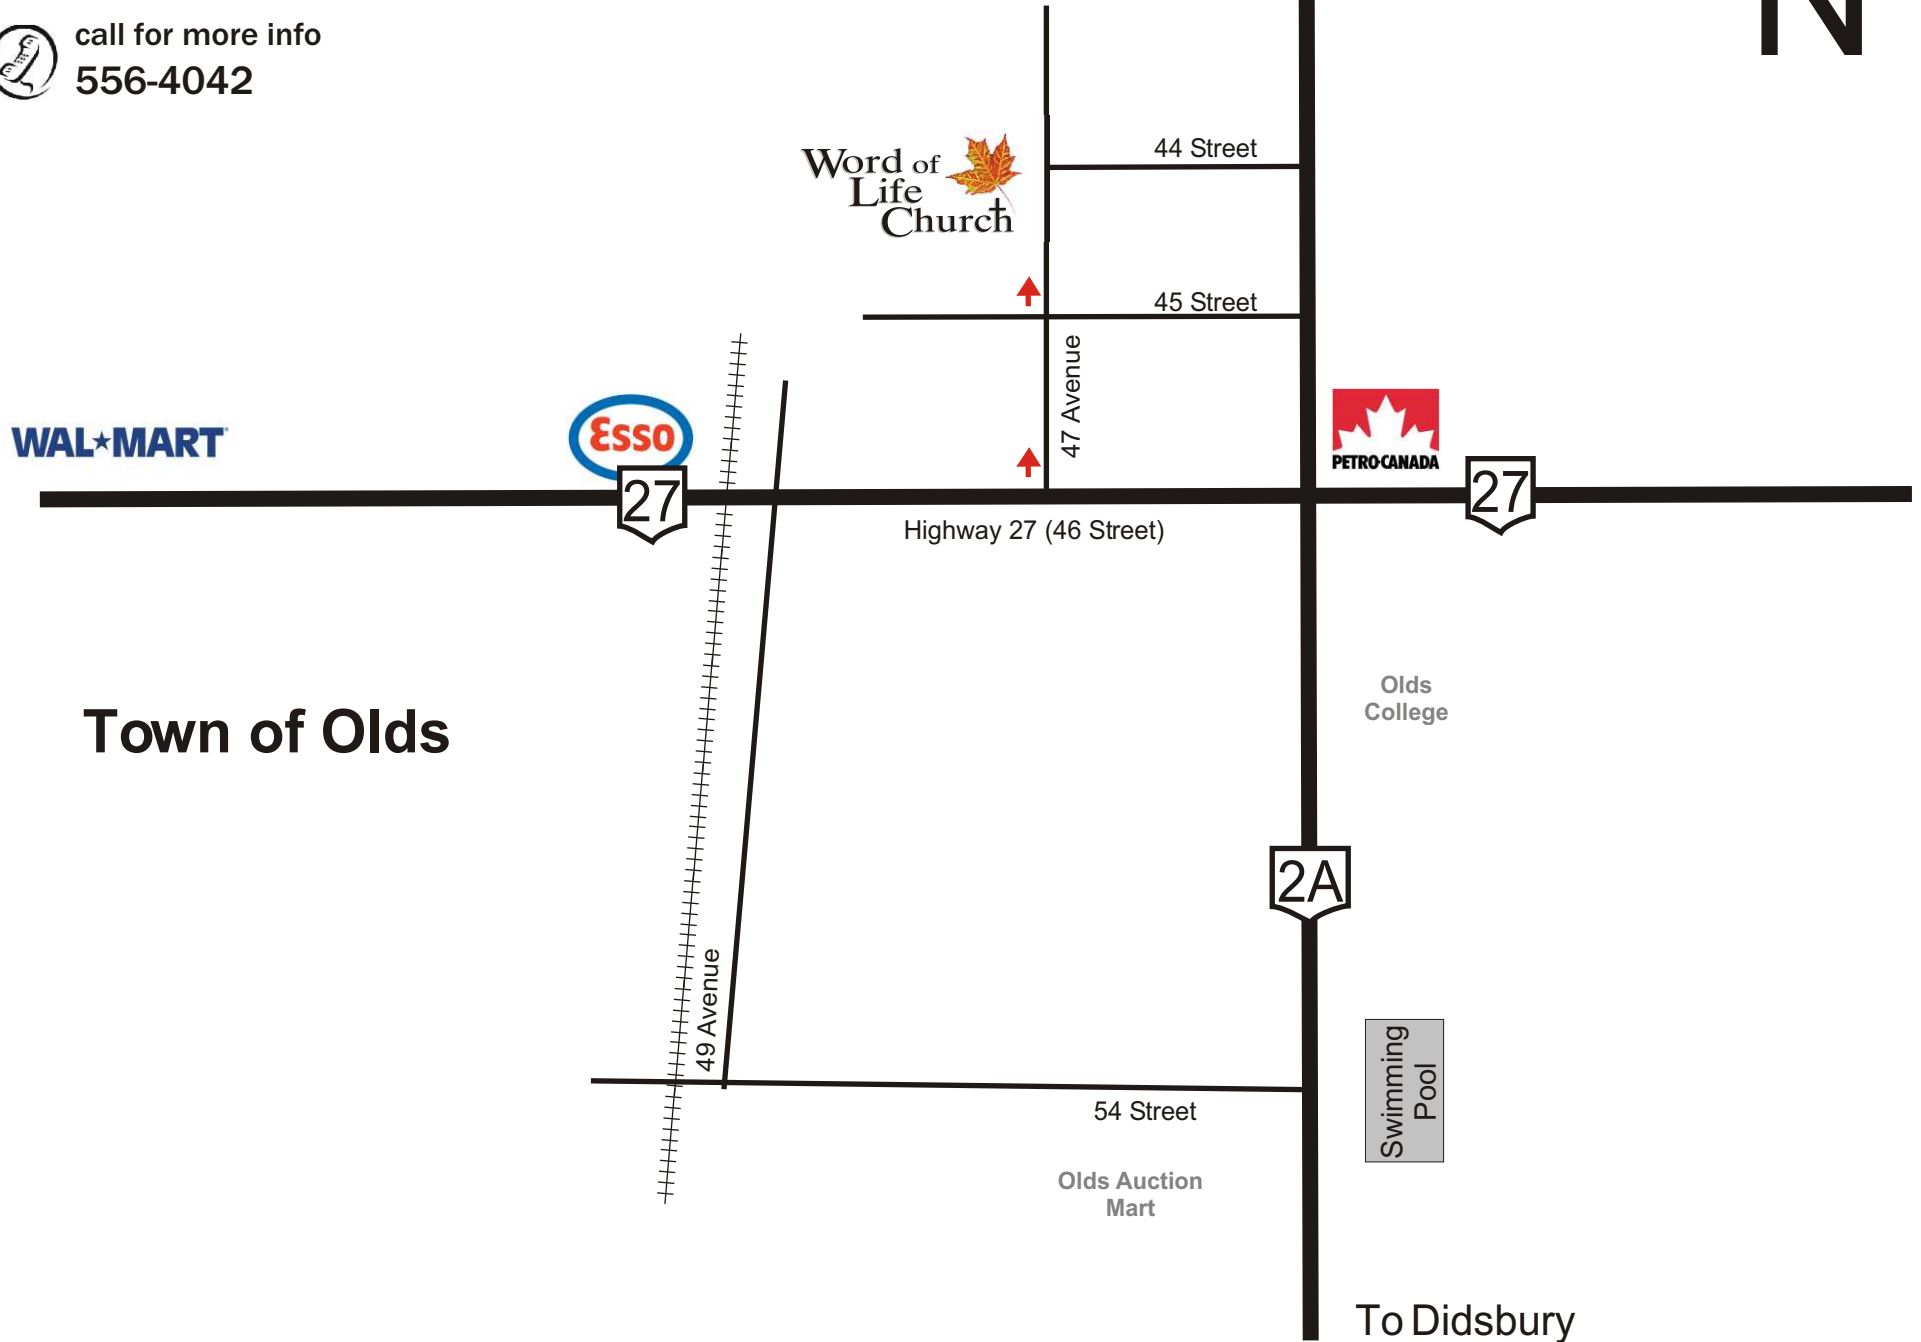 call for more info
556-4042
N
44 Street
Word of
Life
Church
45 Street
47 Avenue
WAL★MART
Esso
PETRO-CANADA
27
27
Highway 27 (46 Street)
Olds
College
Town of Olds
2A
49 Avenue
Swimming
Pool
54 Street
Olds Auction
Mart
To Didsbury